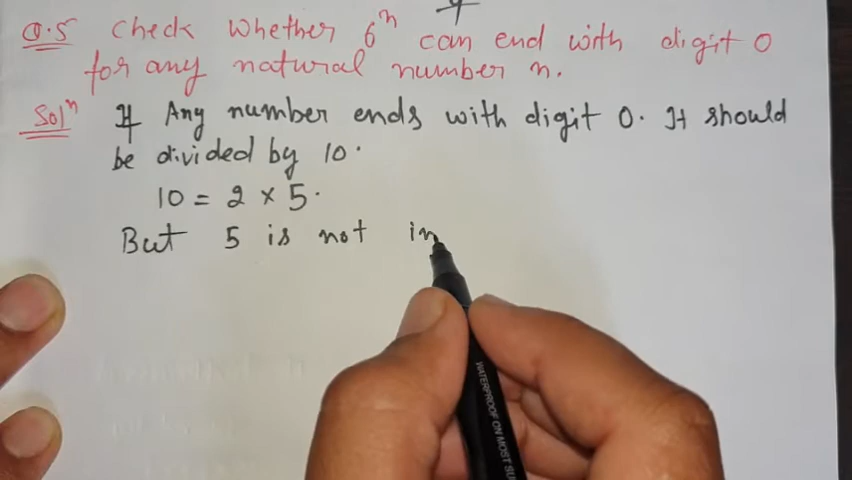 Q.5 Check whether 6ⁿ can end with digit 0
for any natural number n.
Solⁿ If Any number ends with digit 0. It should
be divided by 10.
10 = 2 × 5.
But 5 is not in
WATERPROOF ON MOST SU